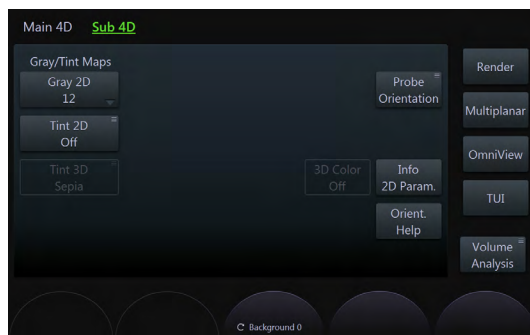 Main 4D Sub 4D
Gray/Tint Maps
Gray 2D
12
Tint 2D
Off
Tint 3D
Sepia
3D Color
Off
Probe
Orientation
Info
2D Param.
Orient.
Help
Render
Multiplanar
OmniView
TUI
Volume
Analysis
Background 0